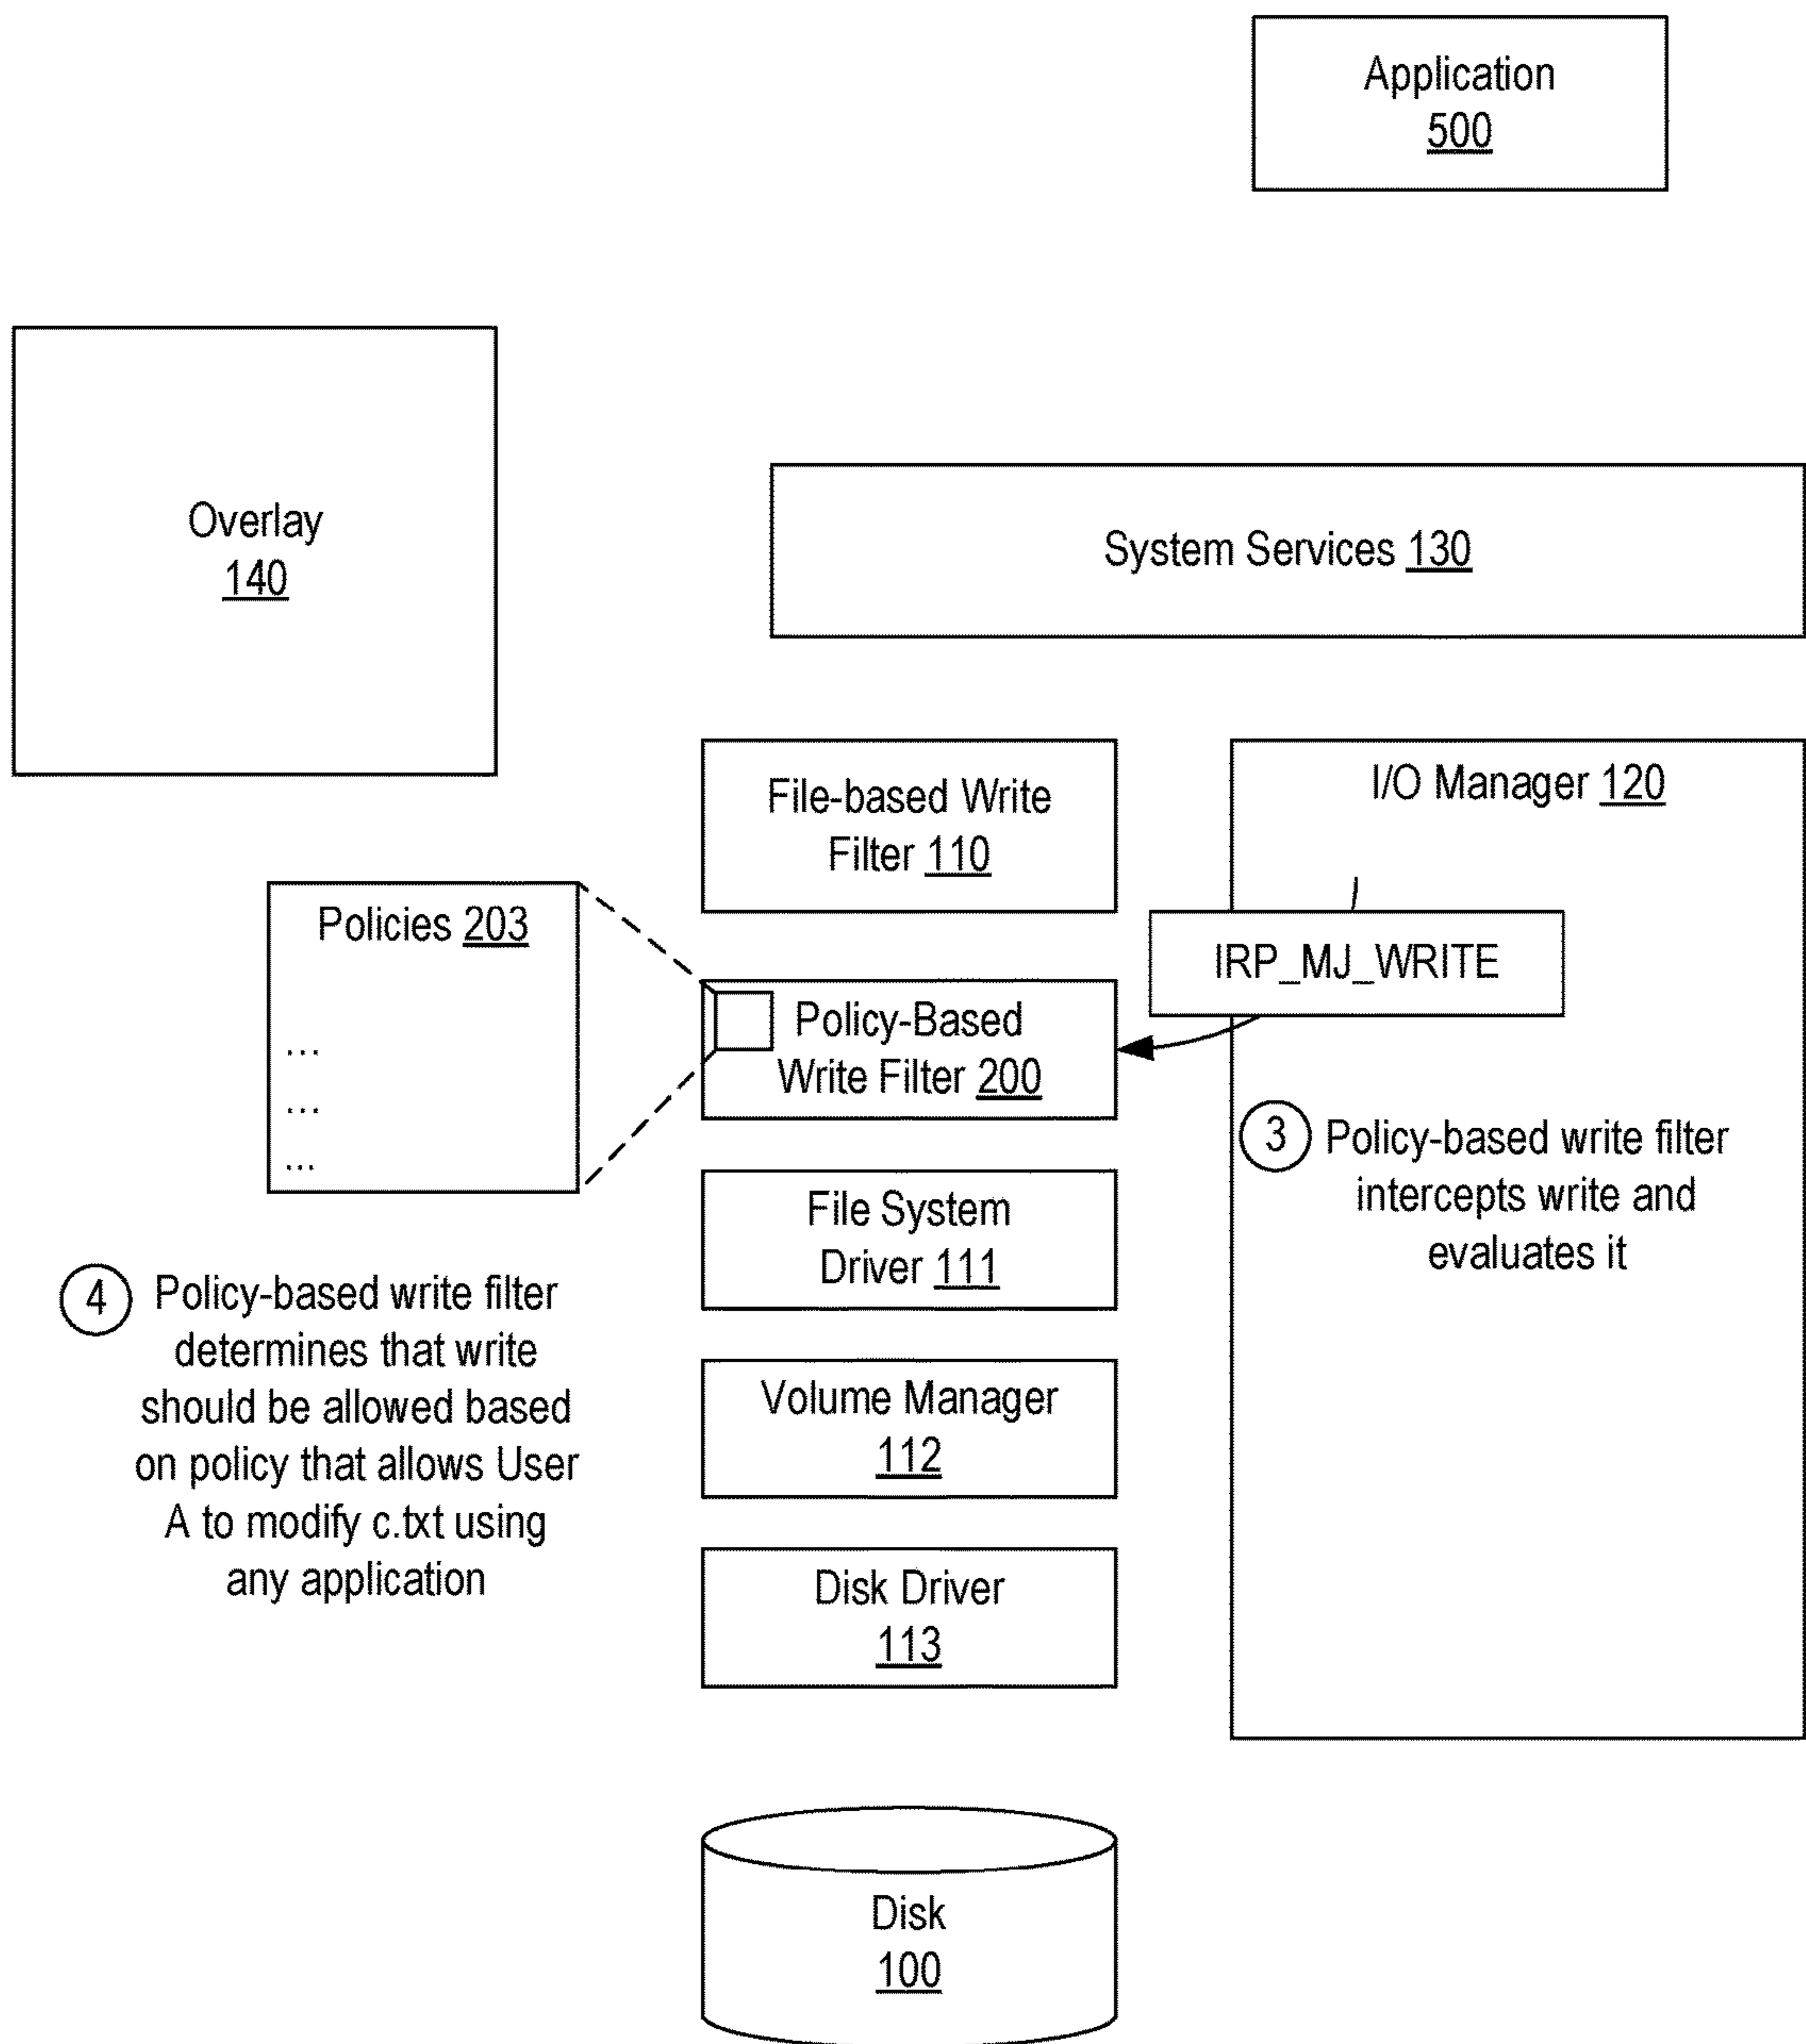 Application
500
Overlay
140
System Services 130
File-based Write
Filter 110
I/O Manager 120
Policies 203
...
...
...
IRP_MJ_WRITE
Policy-Based
Write Filter 200
3 Policy-based write filter
intercepts write and
evaluates it
File System
Driver 111
4 Policy-based write filter
determines that write
should be allowed based
on policy that allows User
A to modify c.txt using
any application
Volume Manager
112
Disk Driver
113
Disk
100